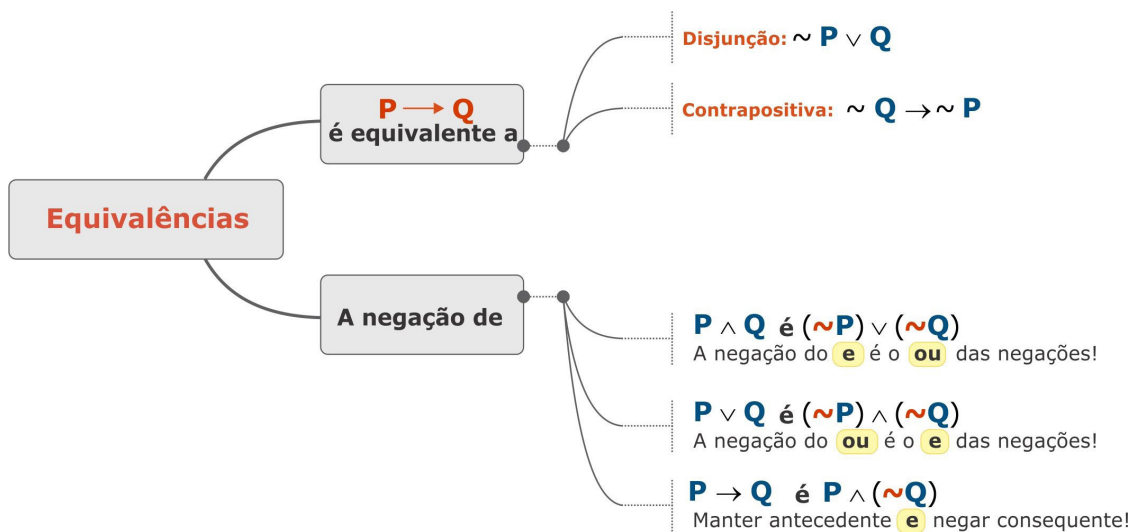 Equivalências
P → Q
é equivalente a
Disjunção: ~ P ∨ Q
Contrapositiva: ~ Q → ~ P
A negação de
P ∧ Q é (~P) ∨ (~Q)
A negação do e é o ou das negações!
P ∨ Q é (~P) ∧ (~Q)
A negação do ou é o e das negações!
P → Q é P ∧ (~Q)
Manter antecedente e negar consequente!